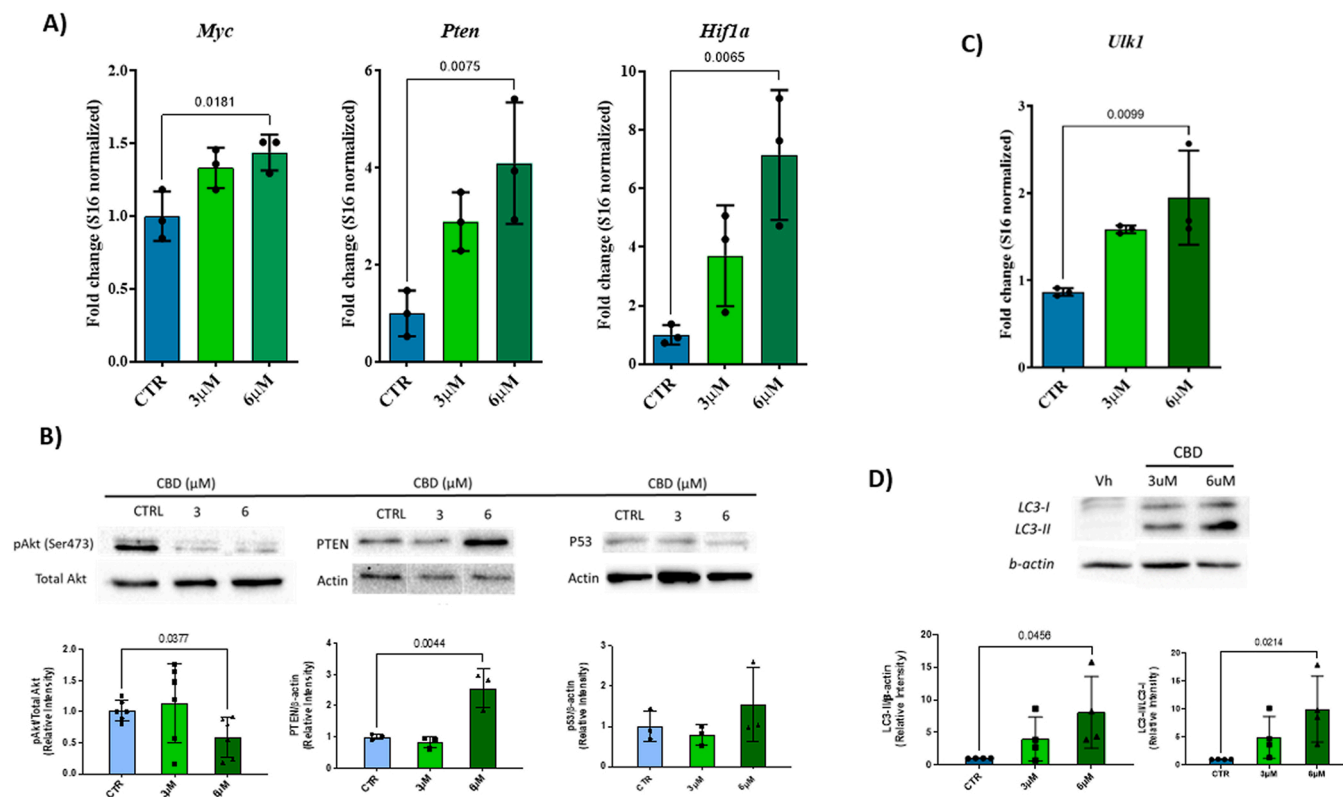 A)
Myc
Fold change (S16 normalized)
2.0
1.5
1.0
0.5
0.0
0.0181
CTR
3µM
6µM
Pten
Fold change (S16 normalized)
6
4
2
0
0.0075
CTR
3µM
6µM
Hif1a
Fold change (S16 normalized)
10
8
6
4
2
0
0.0065
CTR
3µM
6µM
C)
Ulk1
Fold change (S16 normalized)
3
2
1
0
0.0099
CTR
3µM
6µM
B)
CBD (µM)
CTRL 3 6
pAkt (Ser473)
Total Akt
CBD (µM)
CTRL 3 6
PTEN
Actin
CBD (µM)
CTRL 3 6
P53
Actin
pAkt/Total Akt
(Relative Intensity)
2.0
1.5
1.0
0.5
0.0
0.0377
CTR
3µM
6µM
PTEN/β-actin
(Relative Intensity)
4
3
2
1
0
0.0044
CTR
3µM
6µM
p53/β-actin
(Relative Intensity)
3
2
1
0
CTR
3µM
6µM
D)
CBD
Vh 3uM 6uM
LC3-I
LC3-II
b-actin
LC3-II/β-actin
(Relative Intensity)
20
15
10
5
0
0.0456
CTR
3µM
6µM
LC3-II/LC3-I
(Relative Intensity)
20
15
10
5
0
0.0214
CTR
3µM
6µM